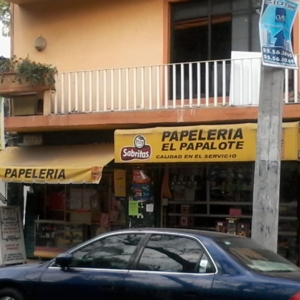 PAPELERIA
Sabritas
PAPELERIA
EL PAPALOTE
CALIDAD EN EL SERVICIO